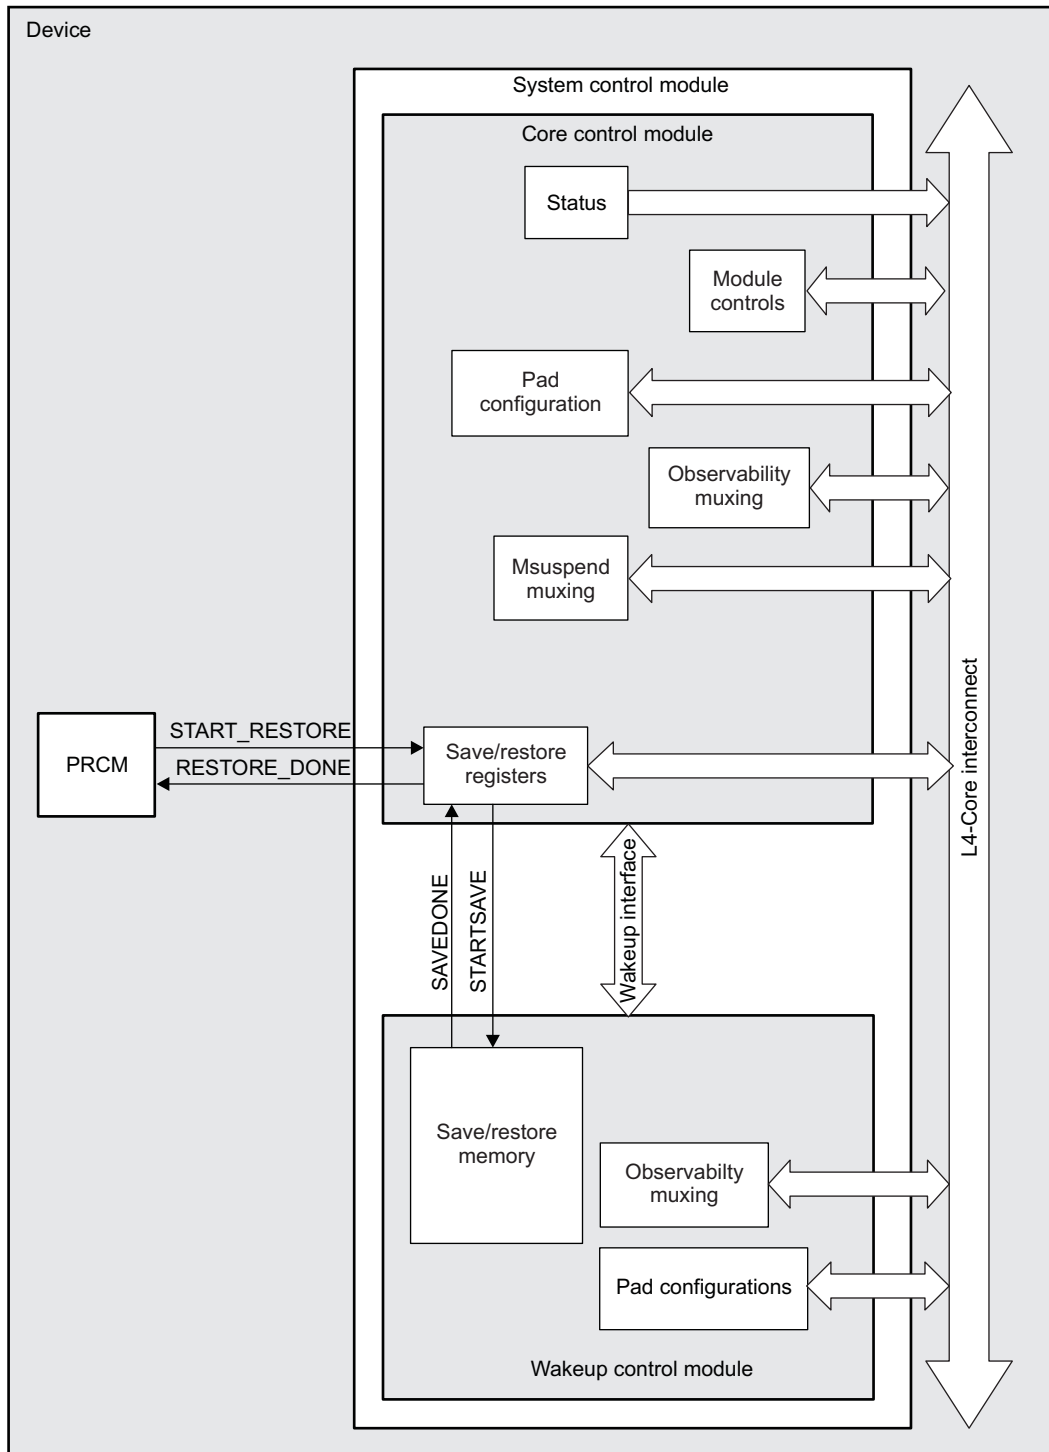 Device
System control module
Core control module
Status
Module
controls
Pad
configuration
Observability
muxing
Msuspend
muxing
L4-Core interconnect
PRCM
START_RESTORE
RESTORE_DONE
Save/restore
registers
SAVEDONE
STARTSAVE
Wakeup interface
Save/restore
memory
Observabilty
muxing
Pad configurations
Wakeup control module